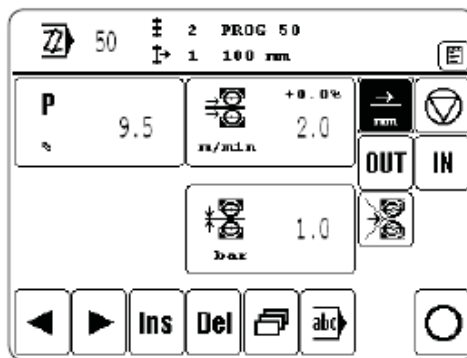 50 2 PROG 50
1 100 mm
P 9.5 %
+0.0% 2.0 m/min
mm
OUT IN
1.0 bar
Ins Del abc